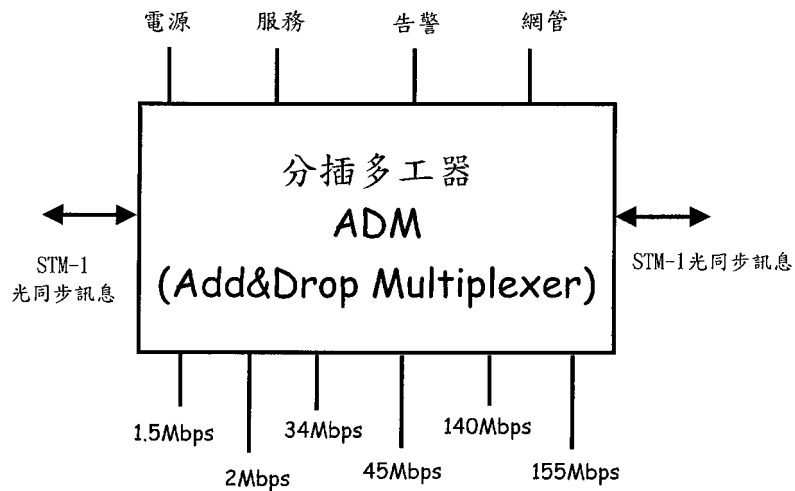 電源 服務 告警 網管
分插多工器
ADM
(Add&Drop Multiplexer)
STM-1
光同步訊息
STM-1光同步訊息
1.5Mbps 34Mbps 140Mbps
2Mbps 45Mbps 155Mbps